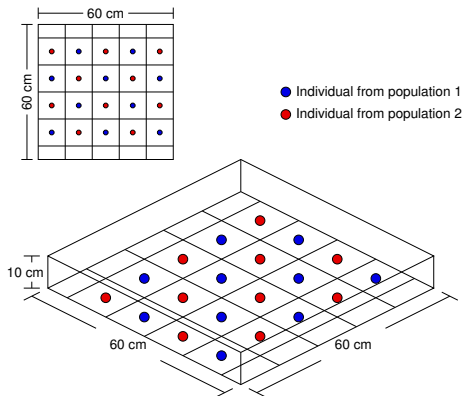 60 cm
60 cm
Individual from population 1
Individual from population 2
10 cm
60 cm
60 cm